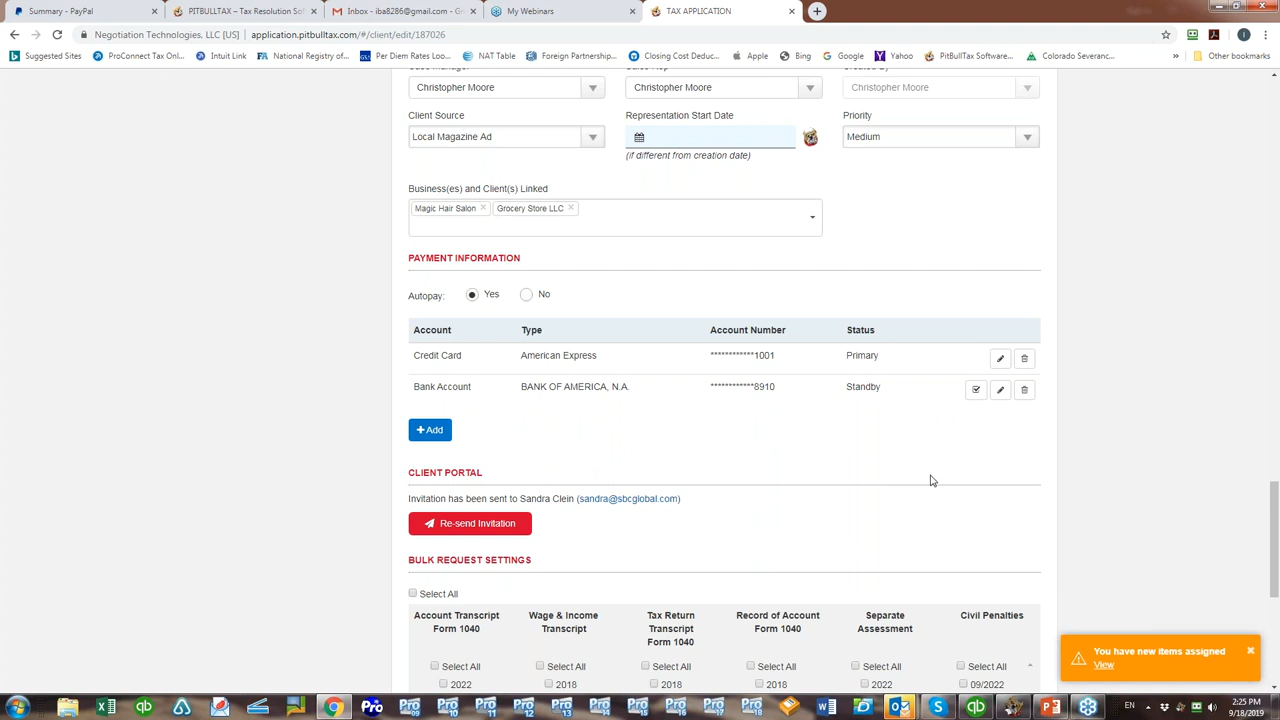 Summary - PayPal
PITBULLTAX – Tax Resolution Sof
Inbox - iba8286@gmail.com - G
My Webinars
TAX APPLICATION
Negotiation Technologies, LLC [US] application.pitbulltax.com/#/client/edit/187026
Suggested Sites ProConnect Tax Onl... Intuit Link National Registry of... Per Diem Rates Loo... NATT Table Foreign Partnership... Closing Cost Deduc... Apple Bing Google Yahoo PitBullTax Software... Colorado Severanc... » Other bookmarks
Christopher Moore Christopher Moore Christopher Moore
Client Source Representation Start Date Priority
Local Magazine Ad Medium
(if different from creation date)
Business(es) and Client(s) Linked
Magic Hair Salon Grocery Store LLC
PAYMENT INFORMATION
Autopay: Yes No
Account Type Account Number Status
Credit Card American Express ************1001 Primary
Bank Account BANK OF AMERICA, N.A. ************8910 Standby
+ Add
CLIENT PORTAL
Invitation has been sent to Sandra Clein (sandra@sbcglobal.com)
Re-send Invitation
BULK REQUEST SETTINGS
Select All
Account Transcript Wage & Income Tax Return Record of Account Separate Civil Penalties
Form 1040 Transcript Transcript Form 1040 Assessment
Form 1040
Select All Select All Select All Select All Select All Select All
2022 2018 2018 2018 2022 09/2022
You have new items assigned
View
EN 2:25 PM
9/18/2019